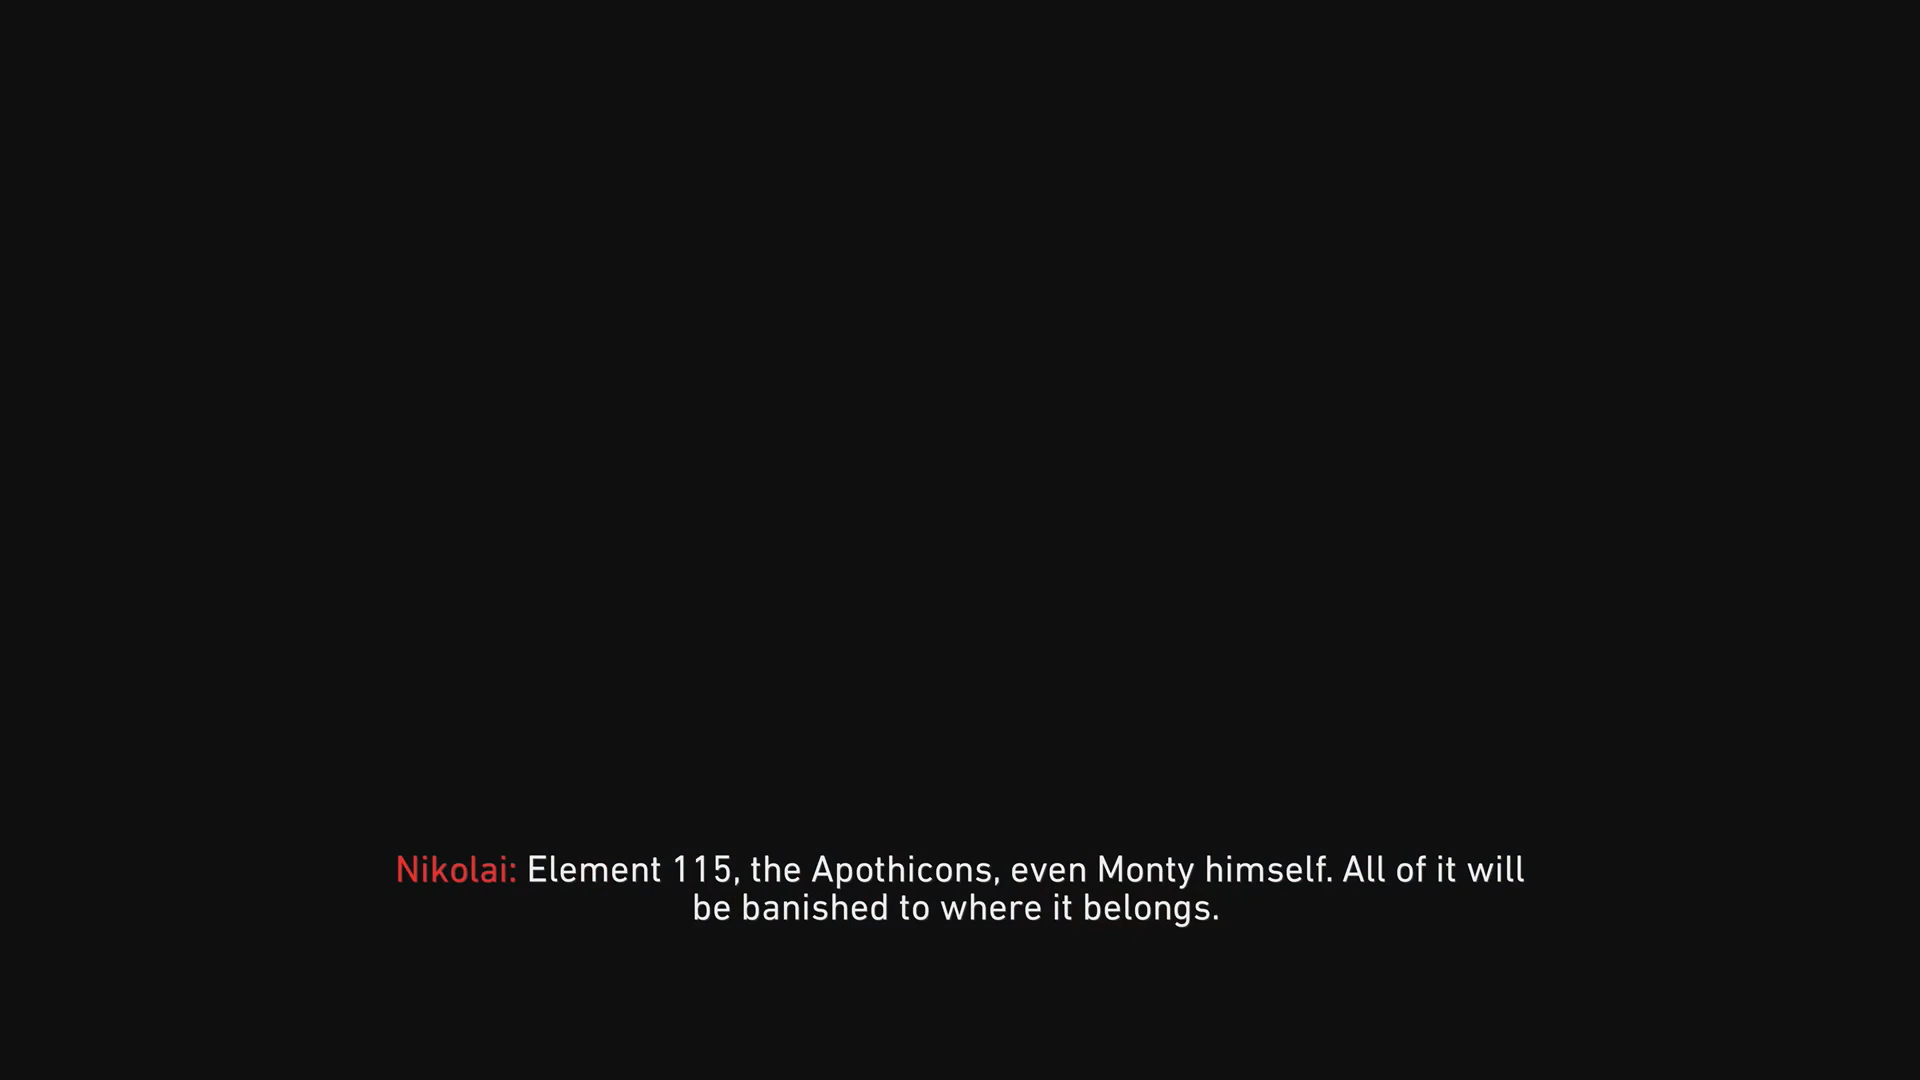 Nikolai: Element 115, the Apothicons, even Monty himself. All of it will
be banished to where it belongs.